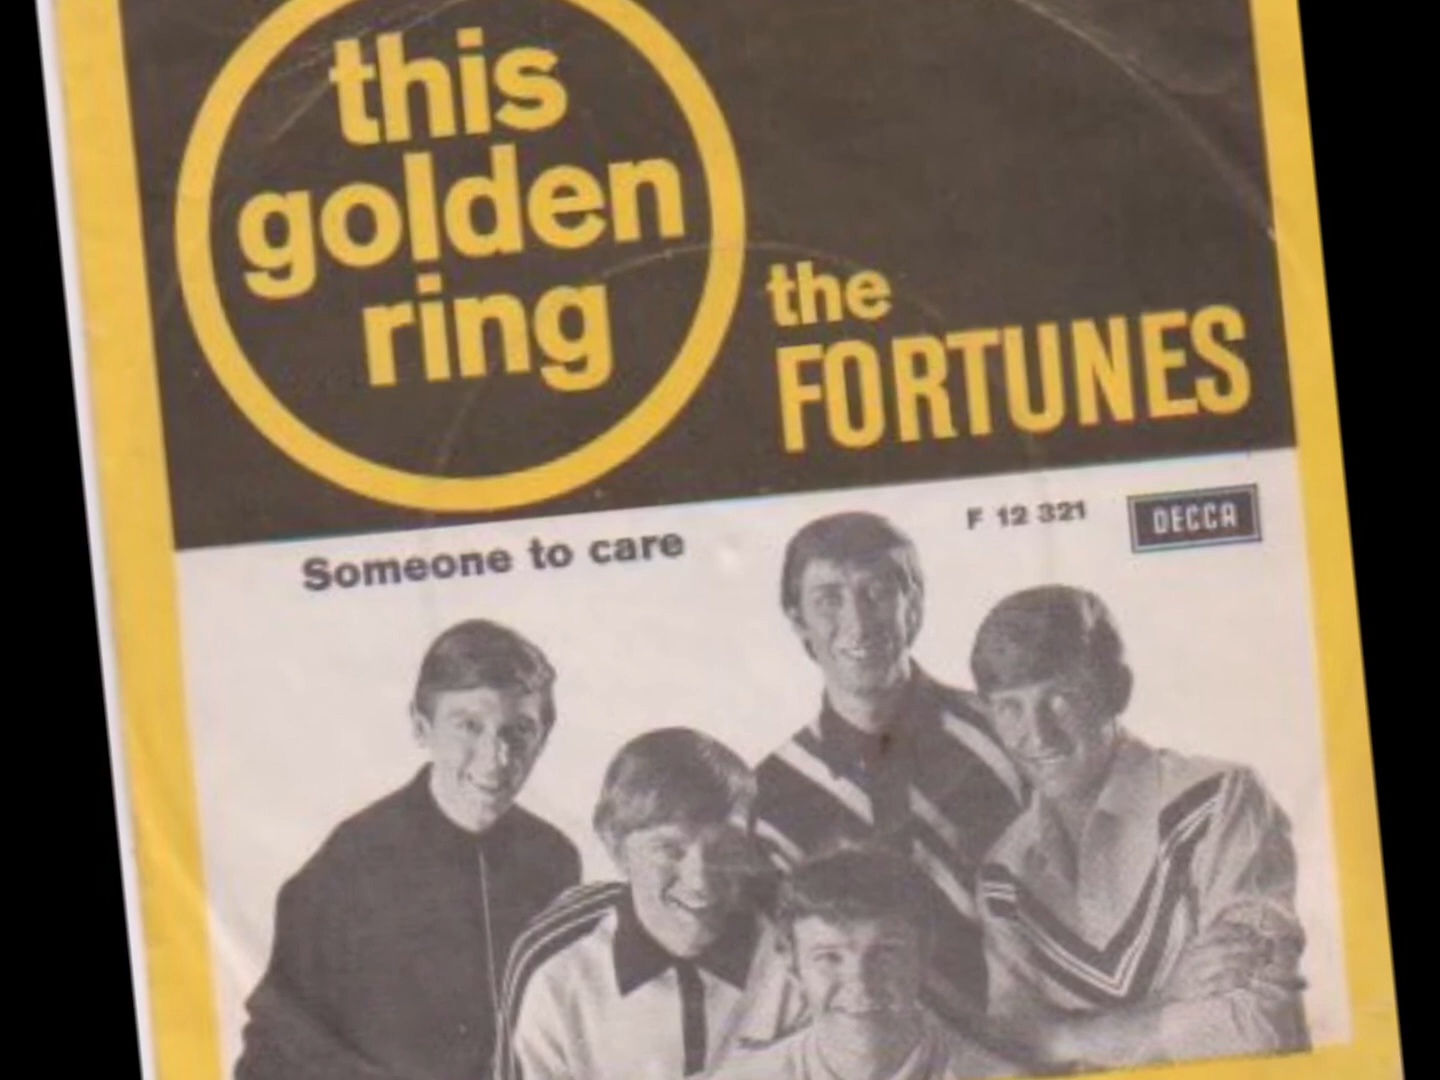 this
golden
ring
the
FORTUNES
Someone to care
F 12 321
DECCA